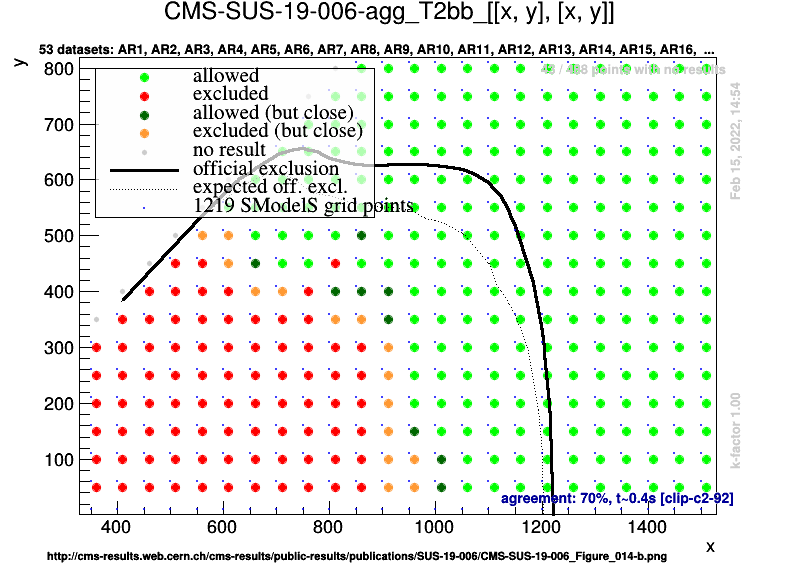 CMS-SUS-19-006-agg_T2bb_[[x, y], [x, y]]
53 datasets: AR1, AR2, AR3, AR4, AR5, AR6, AR7, AR8, AR9, AR10, AR11, AR12, AR13, AR14, AR15, AR16, ...
y
points with no results
allowed
excluded
allowed (but close)
excluded (but close)
no result
official exclusion
expected off. excl.
1219 SModelS grid points
800
700
600
500
400
300
200
100
Feb 15, 2022, 14:54
k-factor 1.00
agreement: 70%, t~0.4s [clip-c2-92]
400 600 800 1000 1200 1400
x
http://cms-results.web.cern.ch/cms-results/public-results/publications/SUS-19-006/CMS-SUS-19-006_Figure_014-b.png